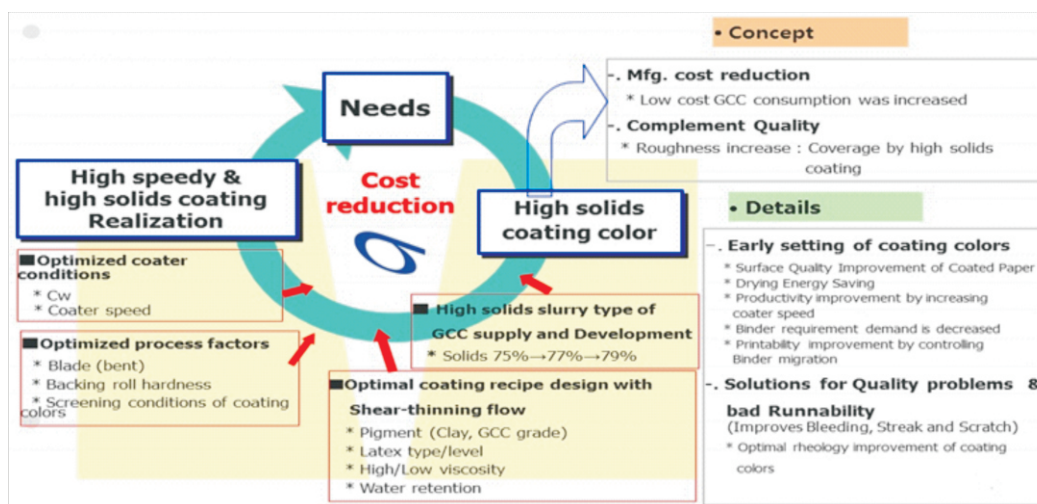 • Concept
-. Mfg. cost reduction
* Low cost GCC consumption was increased
-. Complement Quality
* Roughness increase : Coverage by high solids
coating
Needs
Cost
reduction
6
High speedy &
high solids coating
Realization
High solids
coating color
■Optimized coater
conditions
* Cw
* Coater speed
■Optimized process factors
* Blade (bent)
* Backing roll hardness
* Screening conditions of coating
colors
■ High solids slurry type of
GCC supply and Development
* Solids 75%→77%→79%
■Optimal coating recipe design with
Shear-thinning flow
* Pigment (Clay, GCC grade)
* Latex type/level
* High/Low viscosity
* Water retention
• Details
-. Early setting of coating colors
* Surface Quality Improvement of Coated Paper
* Drying Energy Saving
* Productivity improvement by increasing
coater speed
* Binder requirement demand is decreased
* Printability improvement by controlling
Binder migration
-. Solutions for Quality problems &
bad Runnability
(Improves Bleeding, Streak and Scratch)
* Optimal rheology improvement of coating
colors